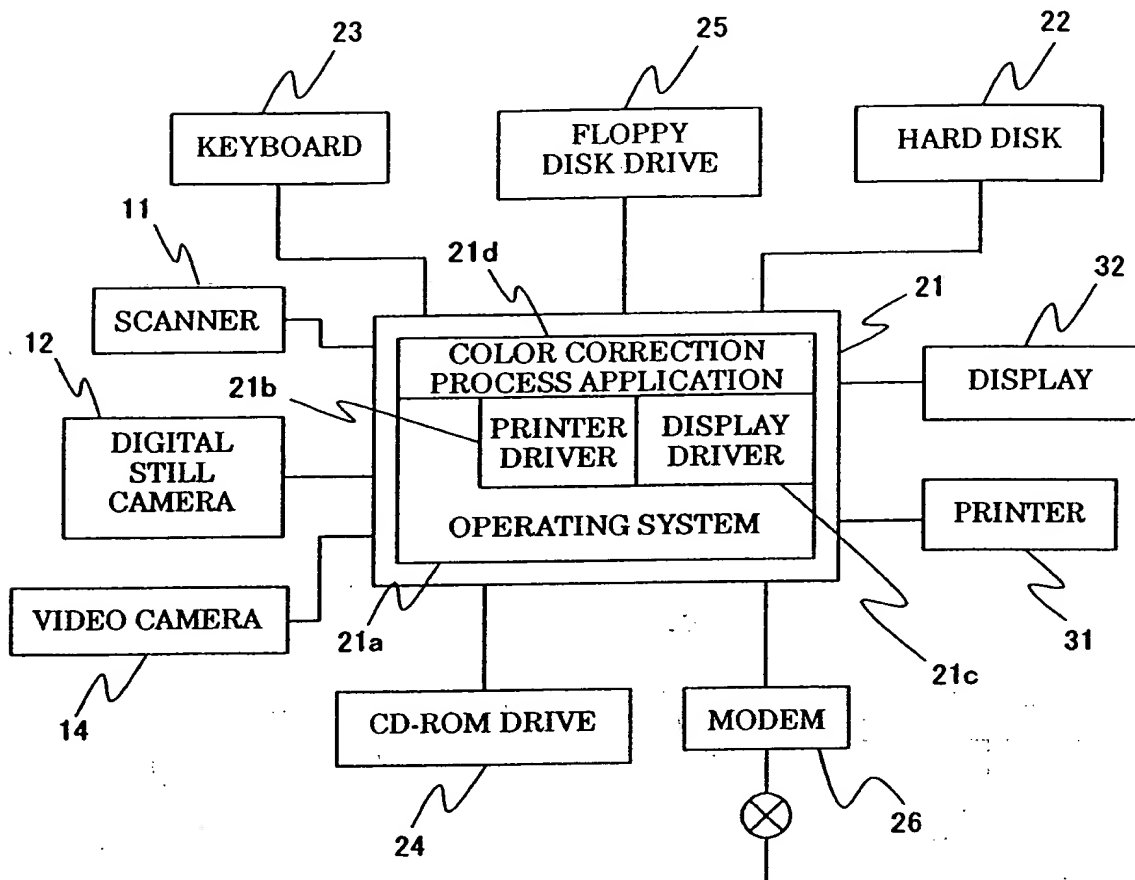 23
25
22
KEYBOARD
FLOPPY
DISK DRIVE
HARD DISK
11
21d
21
32
SCANNER
COLOR CORRECTION
PROCESS APPLICATION
DISPLAY
12
21b
DIGITAL
STILL
CAMERA
PRINTER
DRIVER
DISPLAY
DRIVER
OPERATING SYSTEM
PRINTER
VIDEO CAMERA
21a
21c
31
14
CD-ROM DRIVE
MODEM
24
26